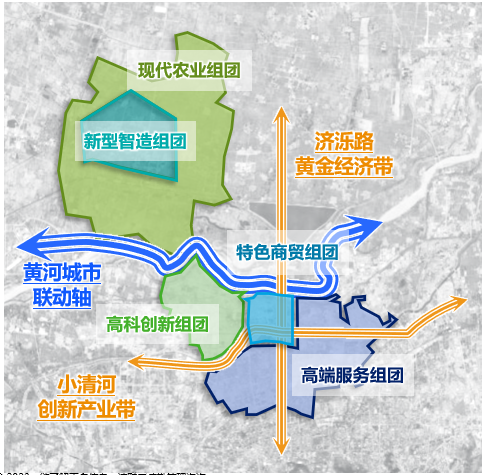 现代农业组团
新型智造组团
济泺路
黄金经济带
特色商贸组团
黄河城市
联动轴
高科创新组团
高端服务组团
小清河
创新产业带